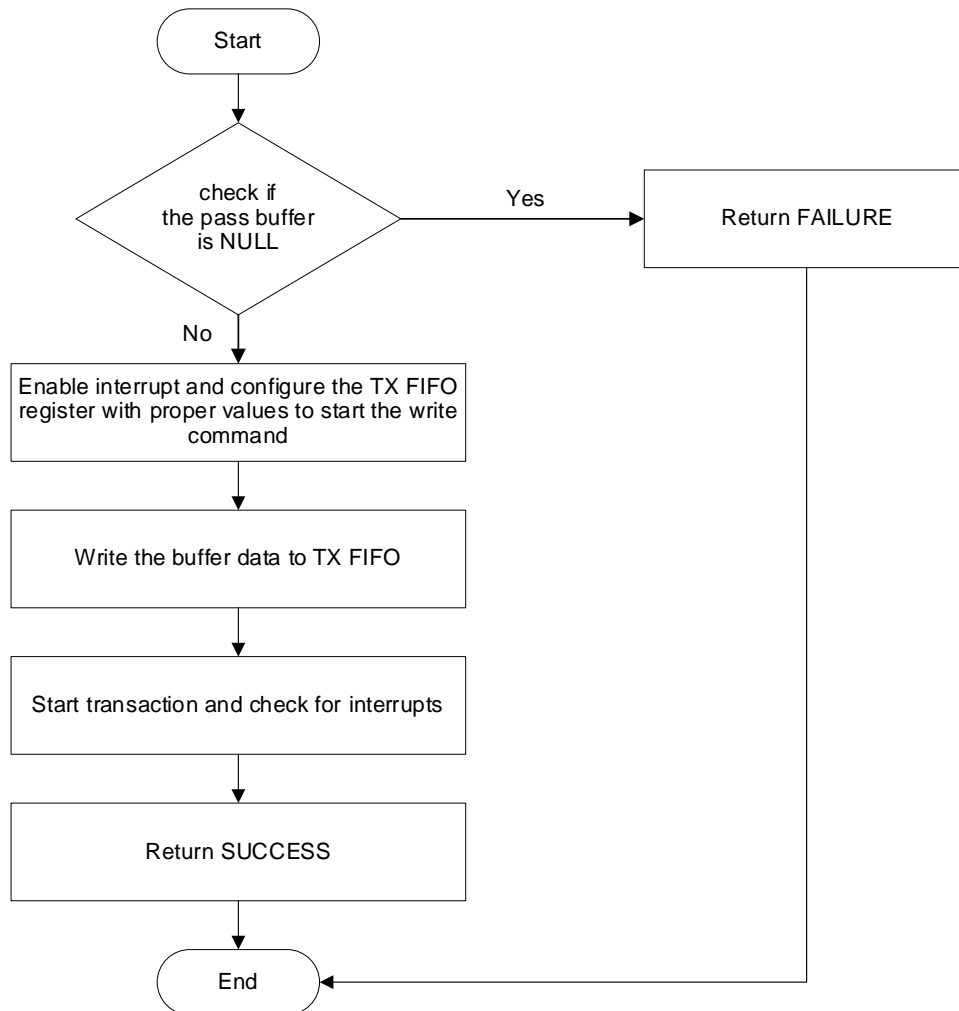 Start
check if
the pass buffer
is NULL
Yes
Return FAILURE
No
Enable interrupt and configure the TX FIFO
register with proper values to start the write
command
Write the buffer data to TX FIFO
Start transaction and check for interrupts
Return SUCCESS
End